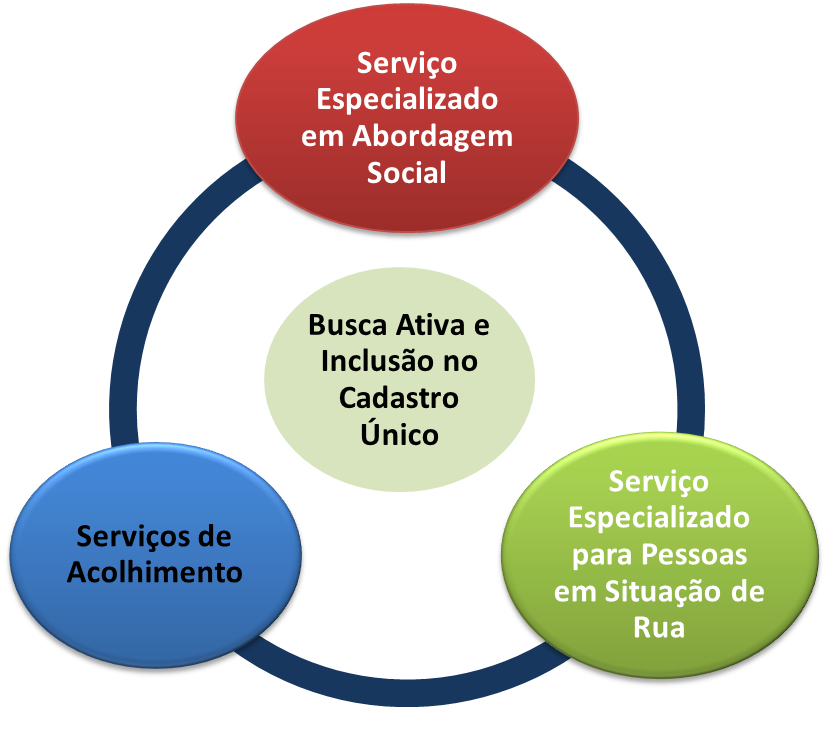 Serviço
Especializado
em Abordagem
Social
Busca Ativa e
Inclusão no
Cadastro
Único
Serviços de
Acolhimento
Serviço
Especializado
para Pessoas
em Situação de
Rua